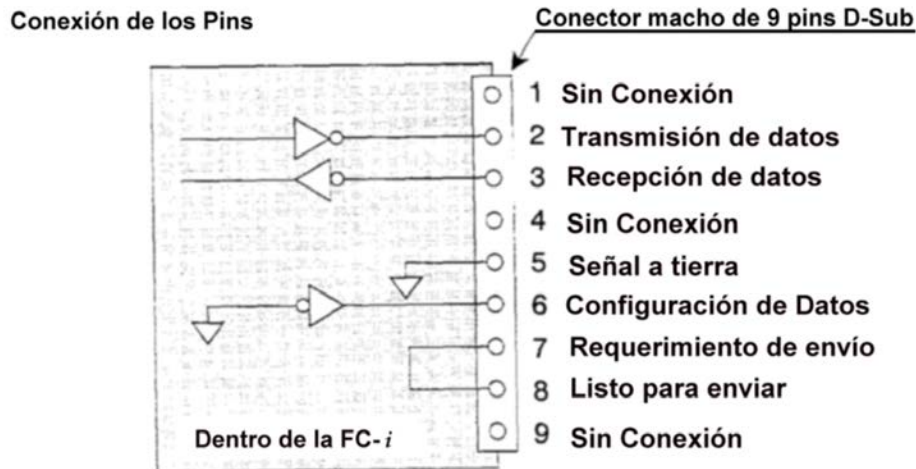 Conexión de los Pins
Conector macho de 9 pins D-Sub
1 Sin Conexión
2 Transmisión de datos
3 Recepción de datos
4 Sin Conexión
5 Señal a tierra
6 Configuración de Datos
7 Requerimiento de envío
8 Listo para enviar
9 Sin Conexión
Dentro de la FC-i